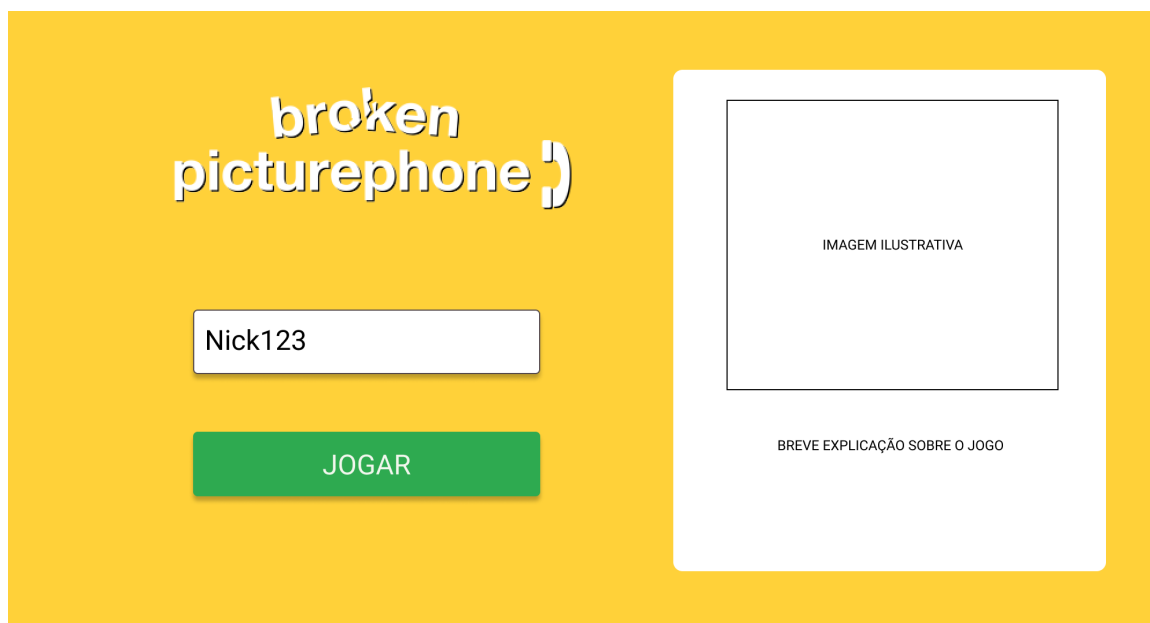 broken
picturephone
Nick123
JOGAR
IMAGEM ILUSTRATIVA
BREVE EXPLICAÇÃO SOBRE O JOGO